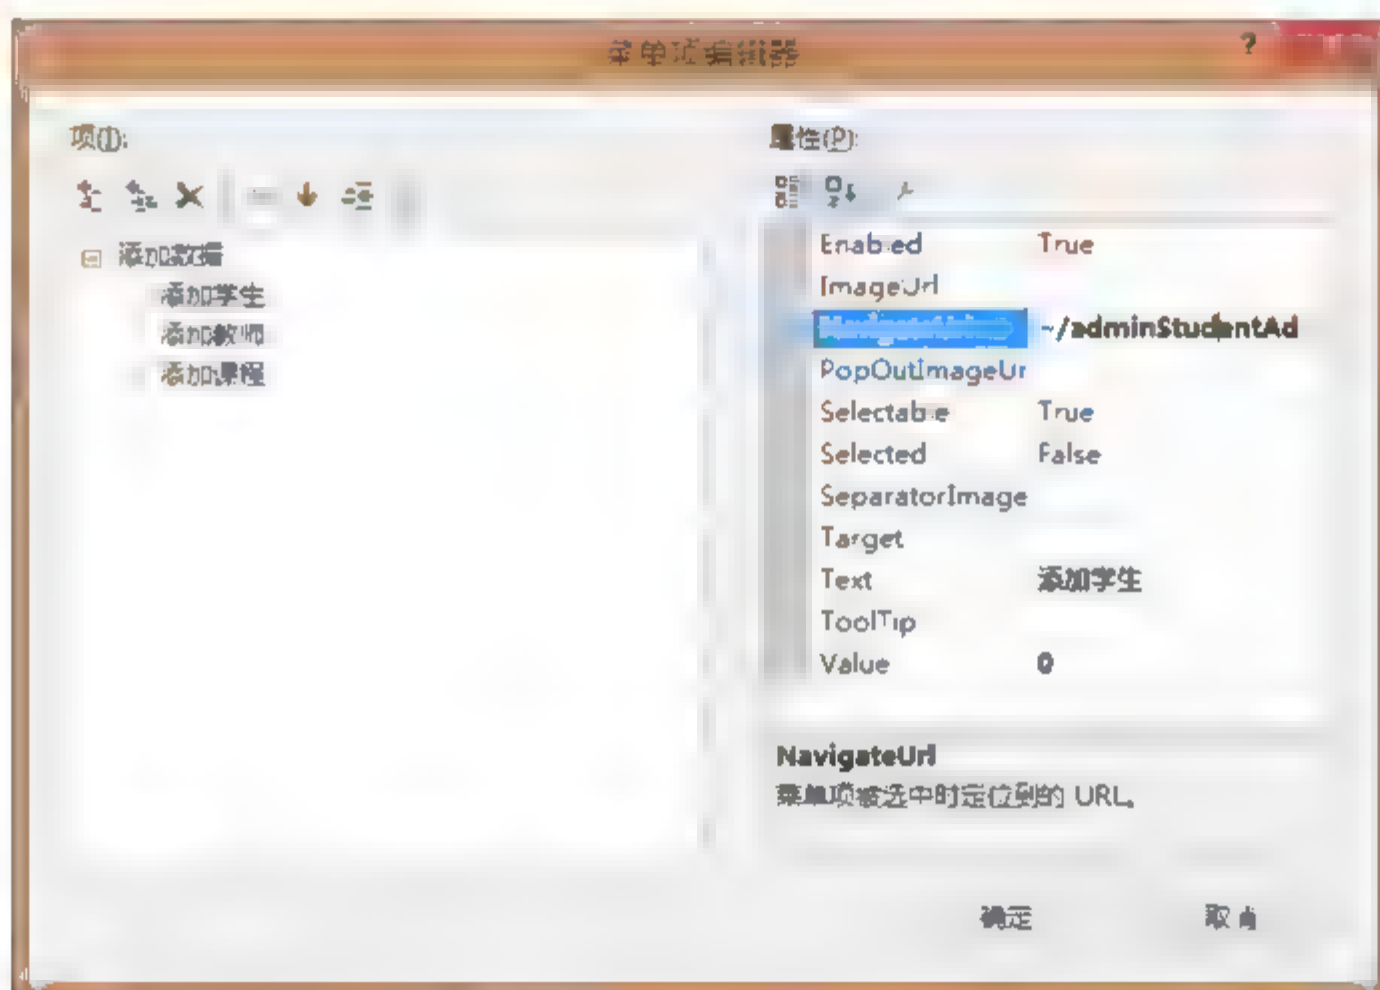 菜单项编辑器 ?
项(I):
添加数据
添加学生
添加教师
添加课程
属性(P):
Enabled True
ImageUrl
~/adminStudentAd
PopOutImageUr
Selectable True
Selected False
SeparatorImage
Target
Text 添加学生
ToolTip
Value 0
NavigateUrl
菜单项被选中时定位到的 URL。
确定 取消